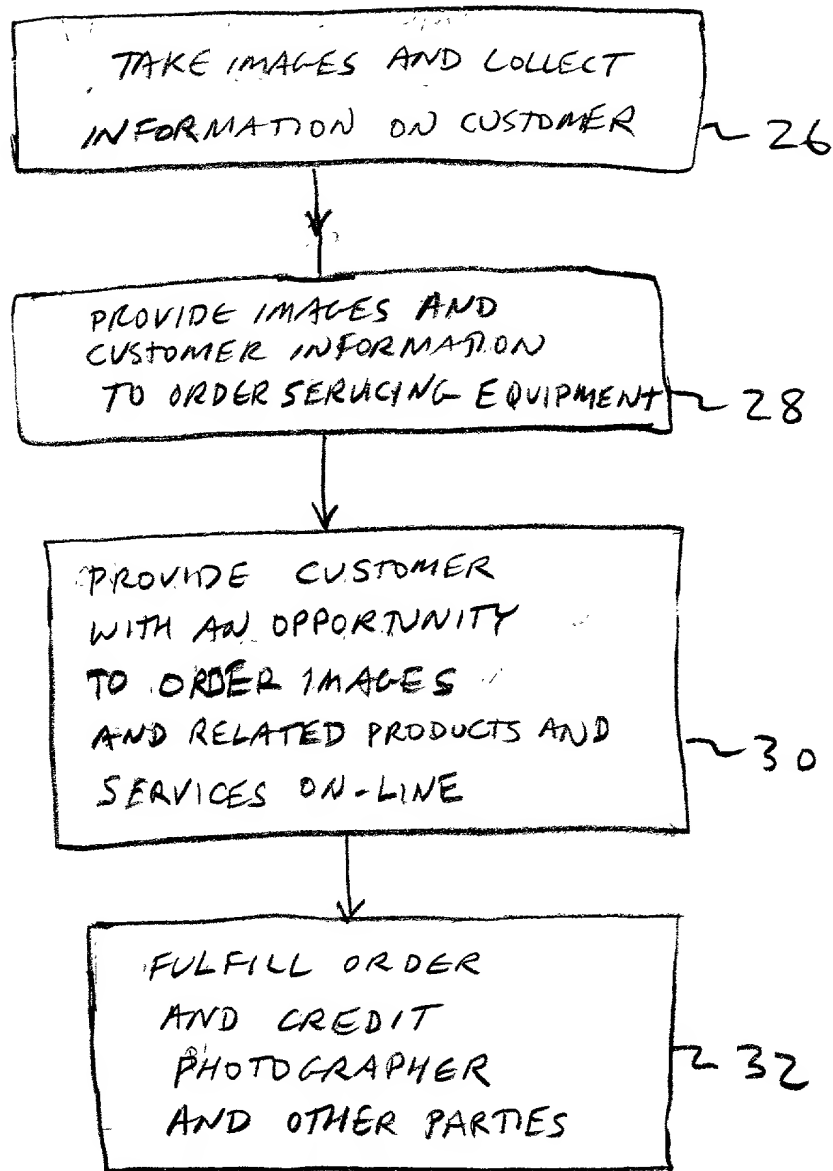 TAKE IMAGES AND COLLECT
INFORMATION ON CUSTOMER
26
PROVIDE IMAGES AND
CUSTOMER INFORMATION
TO ORDER SERVICING EQUIPMENT
28
PROVIDE CUSTOMER
WITH AN OPPORTUNITY
TO ORDER IMAGES
AND RELATED PRODUCTS AND
SERVICES ON-LINE
30
FULFILL ORDER
AND CREDIT
PHOTOGRAPHER
AND OTHER PARTIES
32